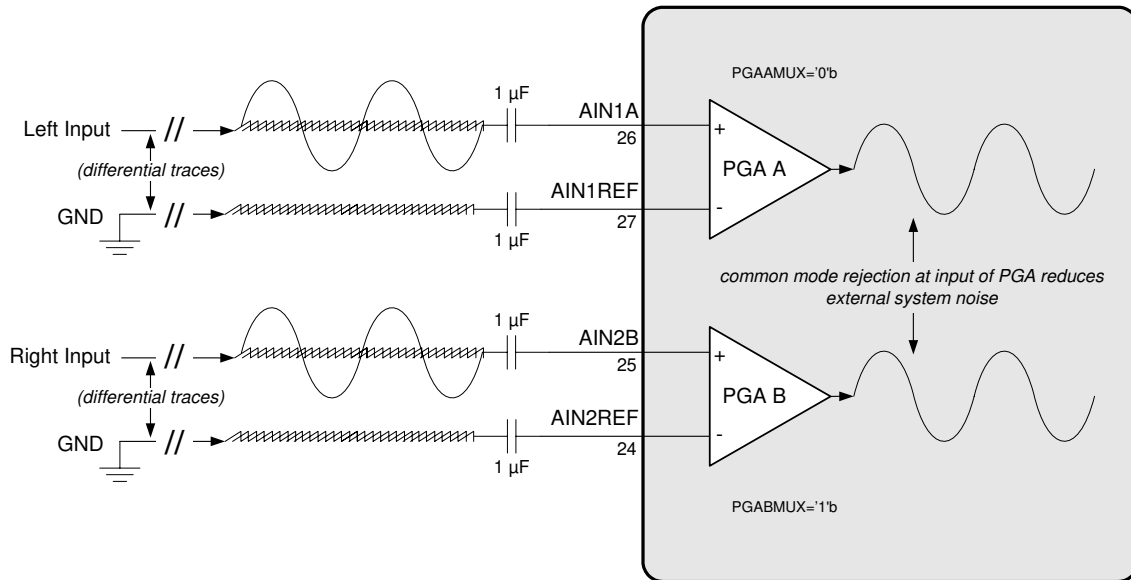 PGAAMUX='0'b
1 µF
AIN1A
Left Input
26
+
(differential traces)
PGA A
AIN1REF
-
GND
27
1 µF
common mode rejection at input of PGA reduces
external system noise
1 µF
AIN2B
Right Input
25
+
(differential traces)
PGA B
AIN2REF
-
GND
24
1 µF
PGABMUX='1'b